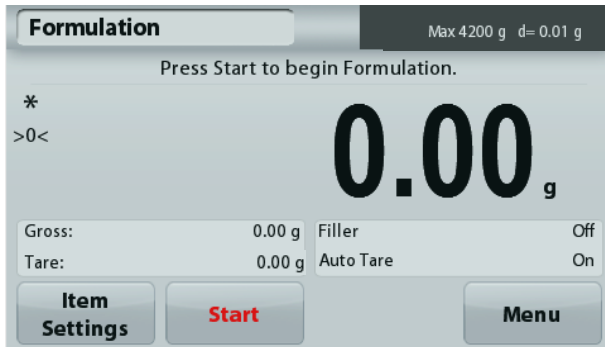 Formulation
Max 4200 g d= 0.01 g
Press Start to begin Formulation.
*
>0<
0.00 g
Gross: 0.00 g
Tare: 0.00 g
Filler Off
Auto Tare On
Item
Settings
Start
Menu